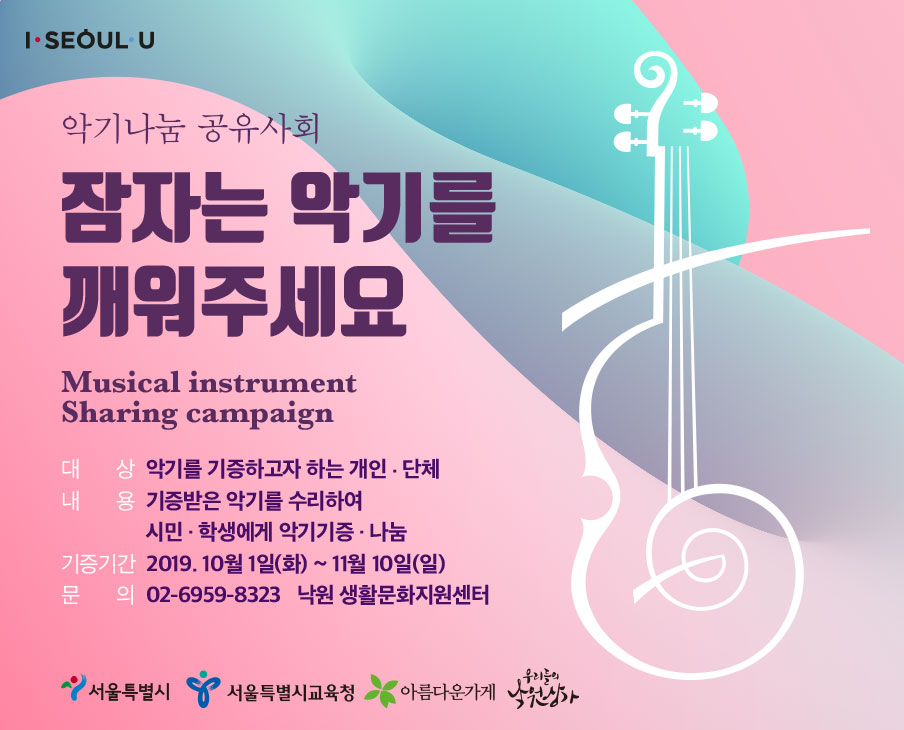 I·SEOUL·U
악기나눔 공유사회
잠자는 악기를
깨워주세요
Musical instrument
Sharing campaign
대 상 악기를 기증하고자 하는 개인 · 단체
내 용 기증받은 악기를 수리하여
시민 · 학생에게 악기기증 · 나눔
기증기간 2019. 10월 1일(화) ~ 11월 10일(일)
문 의 02-6959-8323 낙원 생활문화지원센터
서울특별시 서울특별시교육청 아름다운가게 우리들의 낙원상가